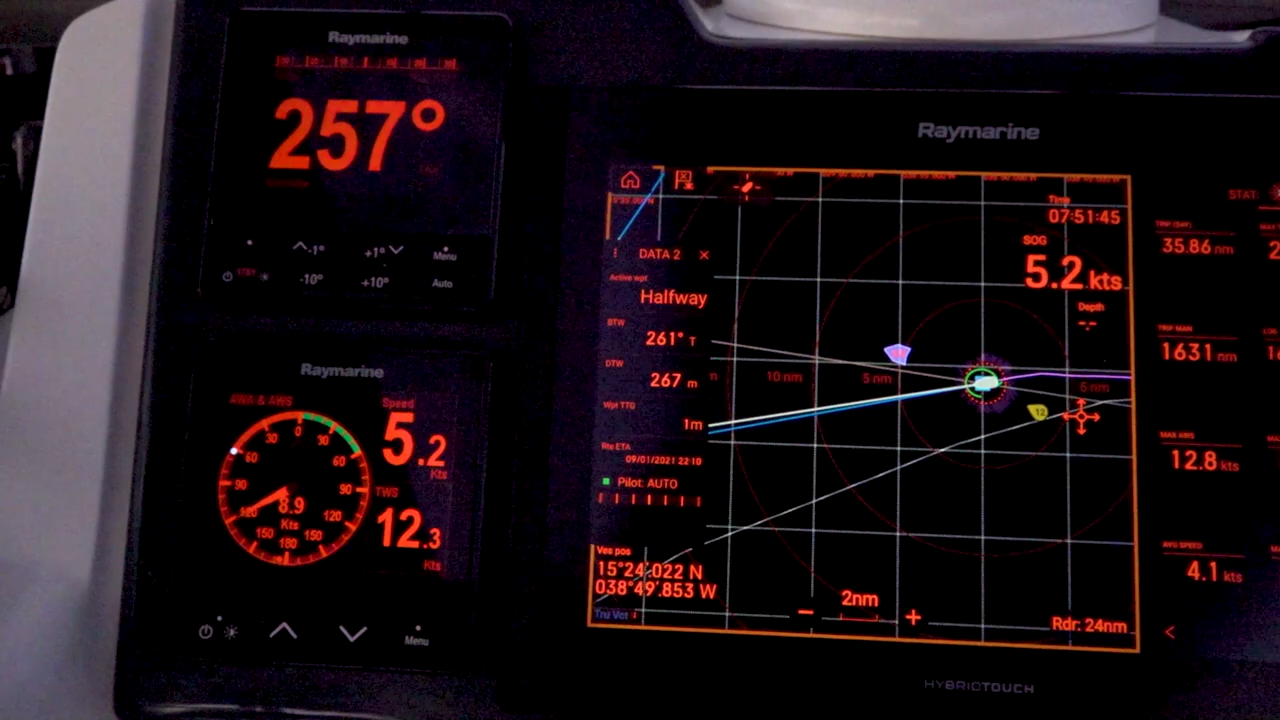 Raymarine
257°
-1°
+1°
Menu
STBY
-10°
+10°
Auto
Raymarine
AWA & AWS
0
30
30
60
60
90
90
120
120
150
150
180
8.9
Kts
Speed
5.2
Kts
TWS
12.3
Kts
Menu
Raymarine
DATA 2
Active wpt
Halfway
BTW
261° T
DTW
267 m
Wpt TTG
1m
Rte ETA
09/01/2021 22:10
Pilot: AUTO
Ves pos
15°24.022 N
038°49.853 W
Tru Vct
Time
07:51:45
SOG
5.2 kts
Depth
-.-
10 nm
5 nm
5 nm
12
2nm
Rdr: 24nm
HYBRIDTOUCH
STAT
TRIP (DAY)
35.86 nm
TRIP MAIN
1631 nm
12.8 kts
AVG SPEED
4.1 kts